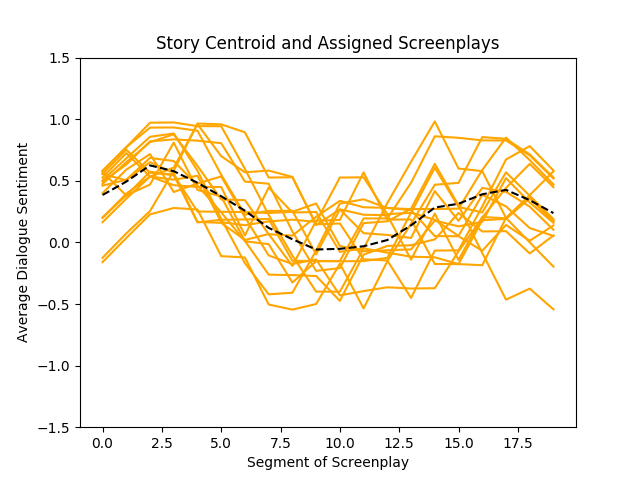 Story Centroid and Assigned Screenplays
Average Dialogue Sentiment
1.5
1.0
0.5
0.0
−0.5
−1.0
−1.5
0.0 2.5 5.0 7.5 10.0 12.5 15.0 17.5
Segment of Screenplay